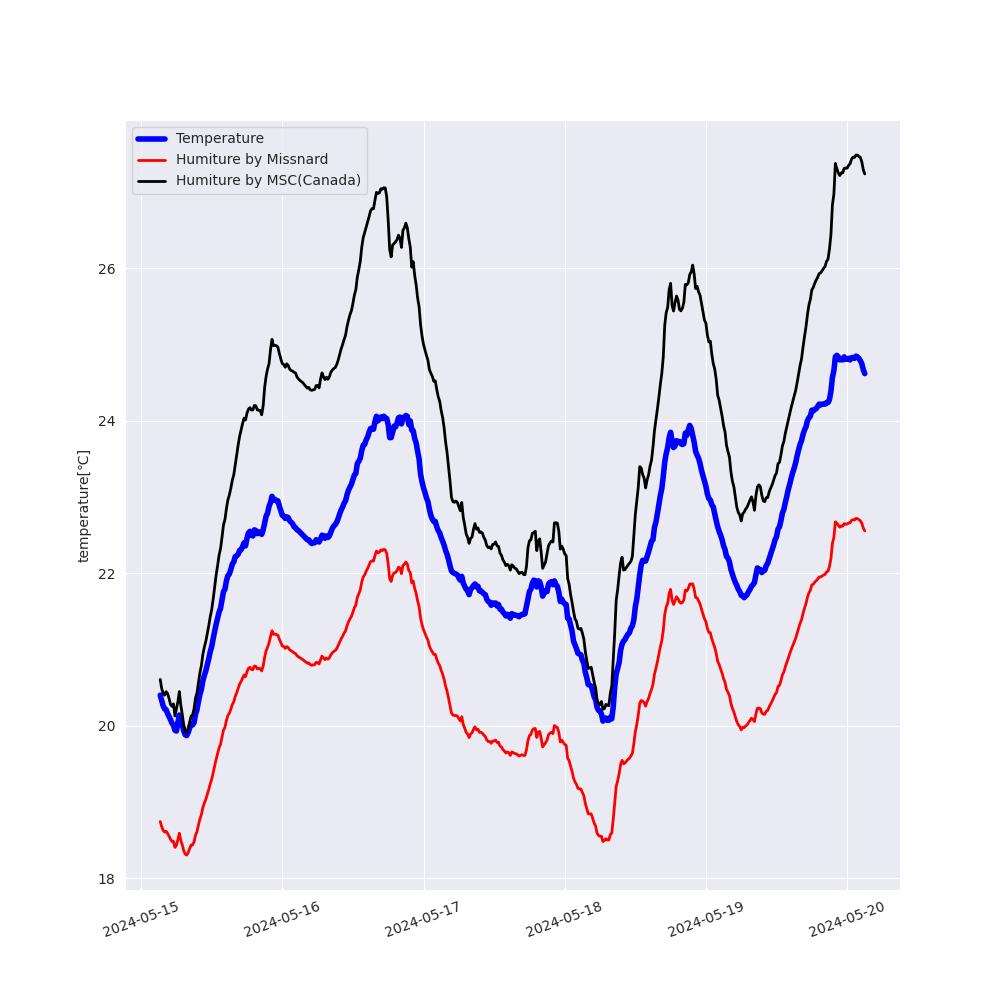 Temperature
Humiture by Missnard
Humiture by MSC(Canada)
temperature[℃]
26
24
22
20
18
2024-05-15
2024-05-16
2024-05-17
2024-05-18
2024-05-19
2024-05-20